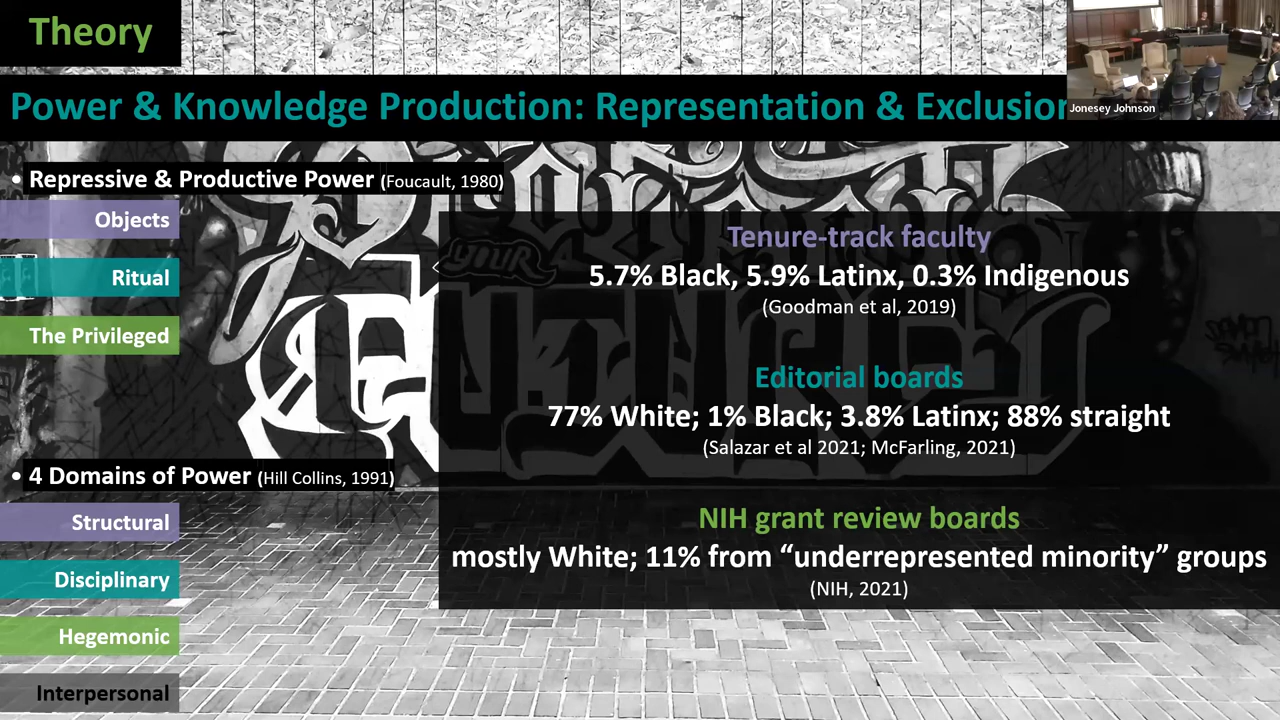 Theory
Power & Knowledge Production: Representation & Exclusion
Jonesey Johnson
• Repressive & Productive Power (Foucault, 1980)
Objects
Ritual
The Privileged
• 4 Domains of Power (Hill Collins, 1991)
Structural
Disciplinary
Hegemonic
Interpersonal
YOUR
Tenure-track faculty
5.7% Black, 5.9% Latinx, 0.3% Indigenous
(Goodman et al, 2019)
Editorial boards
77% White; 1% Black; 3.8% Latinx; 88% straight
(Salazar et al 2021; McFarling, 2021)
NIH grant review boards
mostly White; 11% from “underrepresented minority” groups
(NIH, 2021)